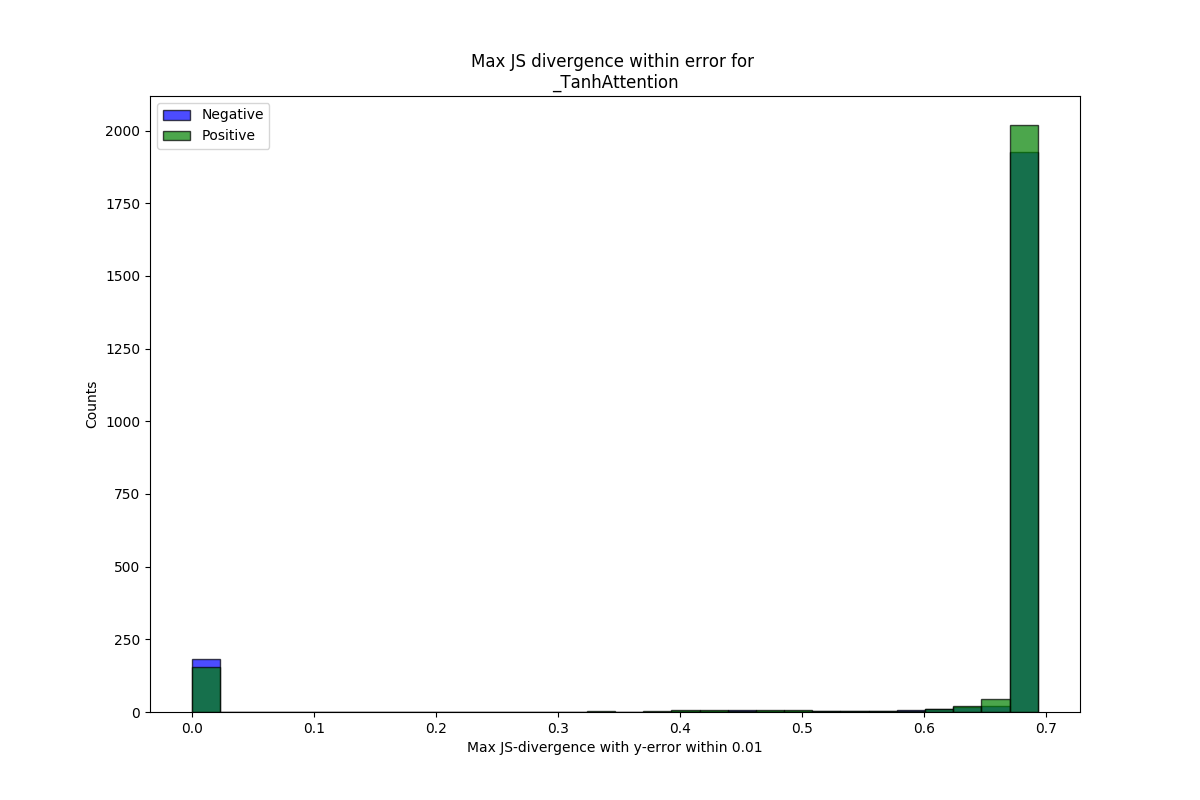 Max JS divergence within error for
_TanhAttention
Negative
Positive
2000
1750
1500
1250
1000
750
500
250
0
Counts
0.0 0.1 0.2 0.3 0.4 0.5 0.6 0.7
Max JS-divergence with y-error within 0.01